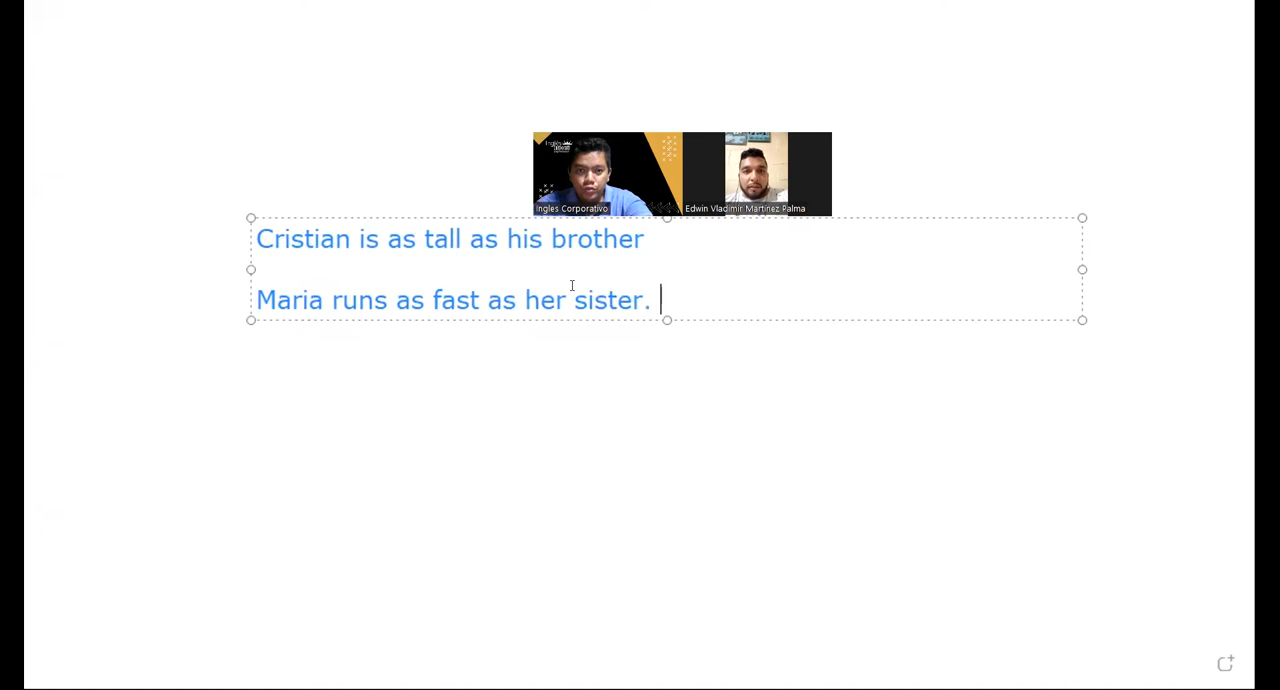 Ingles Corporativo
Edwin Vladimir Martinez Palma
Cristian is as tall as his brother
Maria runs as fast as her sister.